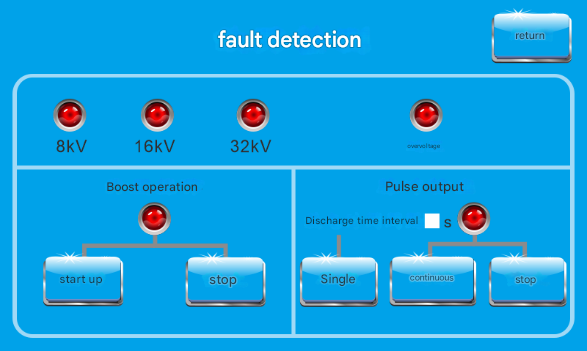 fault detection
return
8kV
16kV
32kV
overvoltage
Boost operation
Pulse output
Discharge time interval
s
start up
stop
Single
continuous
stop